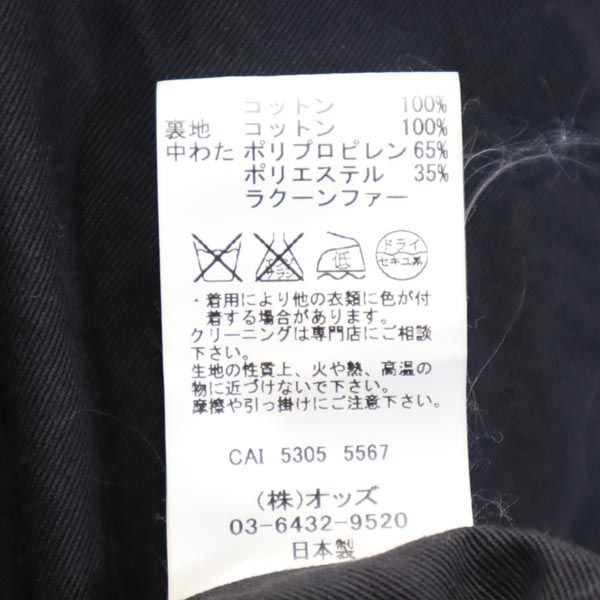 コットン 100%
裏地 コットン 100%
中わた ポリプロピレン 65%
ポリエステル 35%
ラクーンファー
エンソ サラシ 低 ドライ セキユ系
・着用により他の衣類に色が付
着する場合があります。
クリーニングは専門店にご相談
下さい。
生地の性質上、火や熱、高温の
物に近づけないで下さい。
摩擦や引っ掛けにご注意下さい。
CAI 5305 5567
(株)オッズ
03-6432-9520
日本製